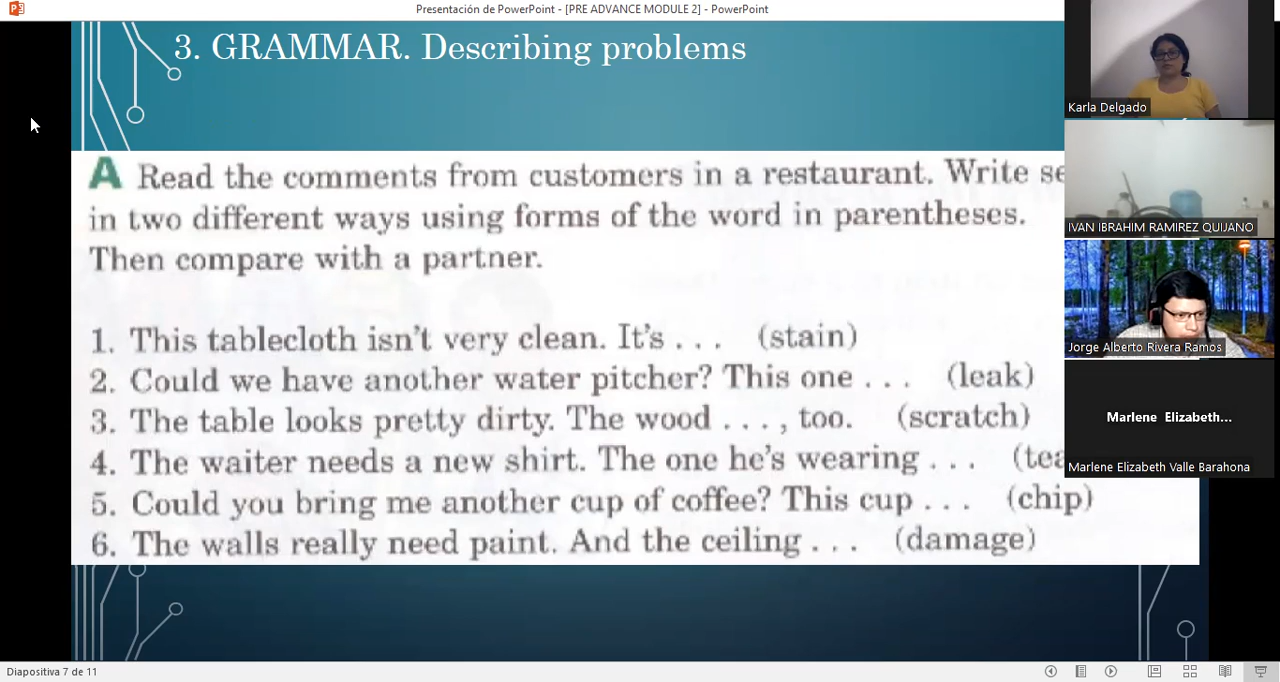 Presentación de PowerPoint - [PRE ADVANCE MODULE 2] - PowerPoint
3. GRAMMAR. Describing problems
A Read the comments from customers in a restaurant. Write
in two different ways using forms of the word in parentheses.
Then compare with a partner.
1. This tablecloth isn't very clean. It's . . . (stain)
2. Could we have another water pitcher? This one . . . (leak)
3. The table looks pretty dirty. The wood . . . , too. (scratch)
4. The waiter needs a new shirt. The one he's wearing . . .
5. Could you bring me another cup of coffee? This cup . . . (chip)
6. The walls really need paint. And the ceiling . . . (damage)
Karla Delgado
IVAN IBRAHIM RAMIREZ QUIJANO
Jorge Alberto Rivera Ramos
Marlene Elizabeth...
Marlene Elizabeth Valle Barahona
Diapositiva 7 de 11